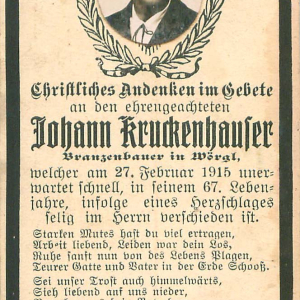 Christliches Andenken im Gebete
an den ehrengeachteten
Johann Kruckenhauser
Branzenbauer in Wörgl,
welcher am 27. Februar 1915 uner-
wartet schnell, in seinem 67. Leben-
jahre, infolge eines Herzschlages
selig im Herrn verschieden ist.
Starken Mutes hast du viel ertragen,
Arbeit liebend, Leiden war dein Los,
Ruhe sanft nun von des Lebens Plagen,
Teurer Gatte und Vater in der Erde Schooß.
Sei unser Trost auch himmelwärts,
Sieh liebend auf uns nieder,